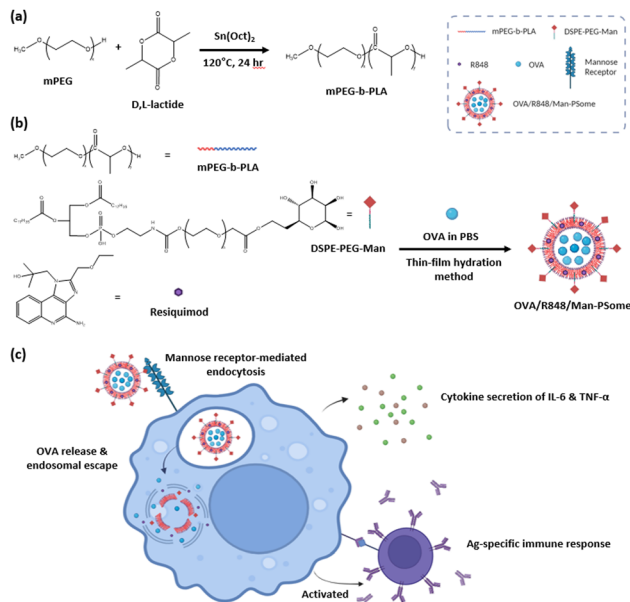 (a)
O
O
O
O
O
H₃C
O
n
H
+
Sn(Oct)₂
120°C, 24 hr
mPEG
D,L-lactide
H₃C
O
n
O
C
O
n
H
mPEG-b-PLA
mPEG-b-PLA
DSPE-PEG-Man
R848
OVA
Mannose
Receptor
OVA/R848/Man-PSome
(b)
=
mPEG-b-PLA
DSPE-PEG-Man
=
Resiquimod
OVA in PBS
Thin-film hydration
method
OVA/R848/Man-PSome
(c)
Mannose receptor-mediated
endocytosis
Cytokine secretion of IL-6 & TNF-α
OVA release &
endosomal escape
Ag-specific immune response
Activated